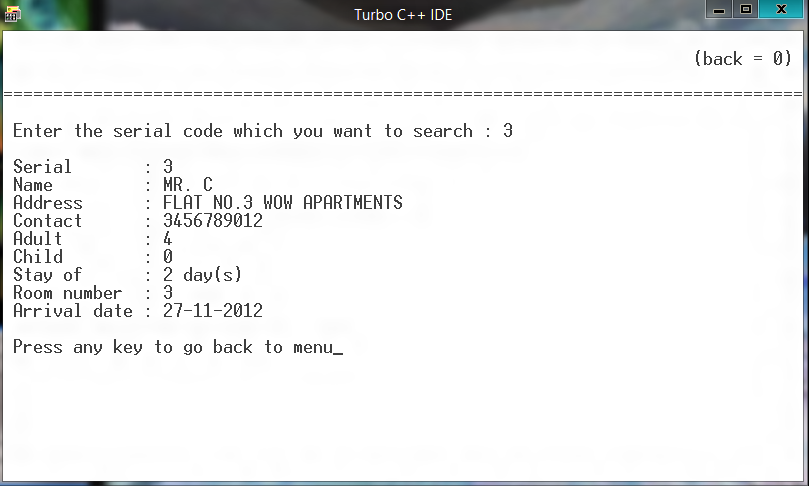 Turbo C++ IDE
(back = 0)
================================================================================
Enter the serial code which you want to search : 3
Serial : 3
Name : MR. C
Address : FLAT NO.3 WOW APARTMENTS
Contact : 3456789012
Adult : 4
Child : 0
Stay of : 2 day(s)
Room number : 3
Arrival date : 27-11-2012
Press any key to go back to menu_